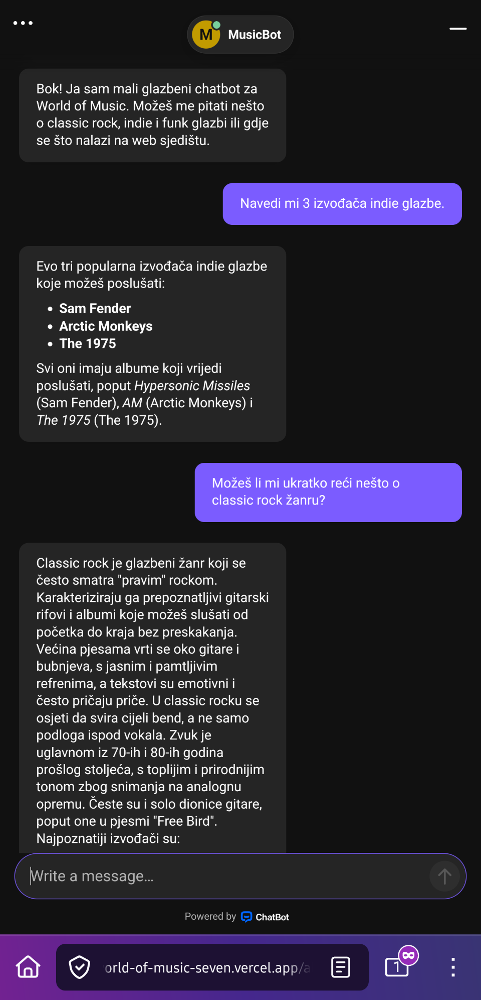 M
MusicBot
Bok! Ja sam mali glazbeni chatbot za
World of Music. Možeš me pitati nešto
o classic rock, indie i funk glazbi ili gdje
se što nalazi na web sjedištu.
Navedi mi 3 izvođača indie glazbe.
Evo tri popularna izvođača indie glazbe
koje možeš poslušati:
• Sam Fender
• Arctic Monkeys
• The 1975
Svi oni imaju albume koji vrijedi
poslušati, poput Hypersonic Missiles
(Sam Fender), AM (Arctic Monkeys) i
The 1975 (The 1975).
Možeš li mi ukratko reći nešto o
classic rock žanru?
Classic rock je glazbeni žanr koji se
često smatra "pravim" rockom.
Karakteriziraju ga prepoznatljivi gitarski
rifovi i albumi koje možeš slušati od
početka do kraja bez preskakanja.
Većina pjesama vrti se oko gitare i
bubnjeva, s jasnim i pamtljivim
refrenima, a tekstovi su emotivni i
često pričaju priče. U classic rocku se
osjeti da svira cijeli bend, a ne samo
podloga ispod vokala. Zvuk je
uglavnom iz 70-ih i 80-ih godina
prošlog stoljeća, s toplijim i prirodnijim
tonom zbog snimanja na analognu
opremu. Česte su i solo dionice gitare,
poput one u pjesmi "Free Bird".
Najpoznatiji izvođači su:
Write a message...
Powered by ChatBot
orld-of-music-seven.vercel.app/a
1